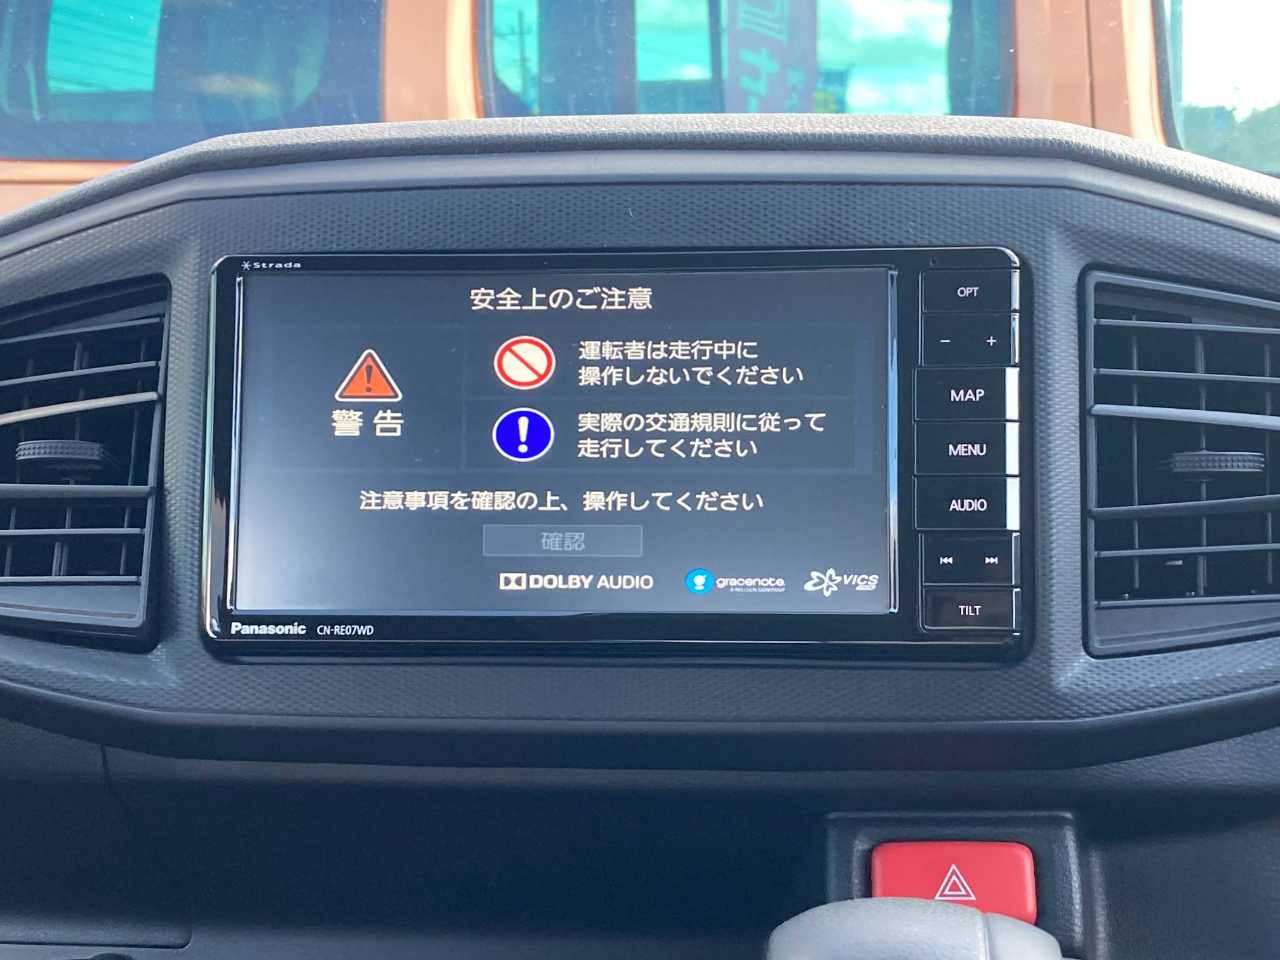 Strada
安全上のご注意
警告
運転者は走行中に
操作しないでください
実際の交通規則に従って
走行してください
注意事項を確認の上、操作してください
確認
DOLBY AUDIO
gracenote
VICS
Panasonic CN-RE07WD
OPT
− +
MAP
MENU
AUDIO
TILT